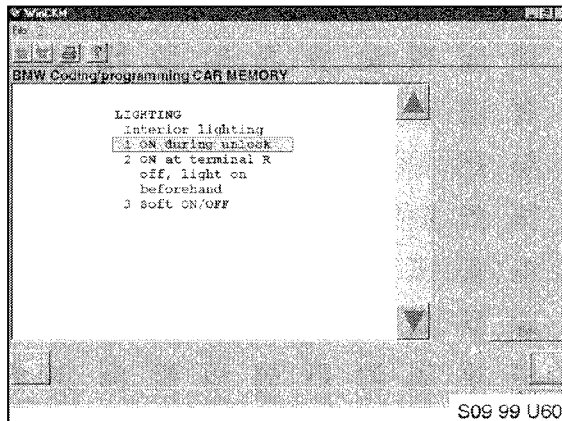 File ?
BMW Coding/programming CAR MEMORY
LIGHTING
Interior lighting
1 ON during unlock
2 ON at terminal R
off, light on
beforehand
3 Soft ON/OFF
S09 99 U60